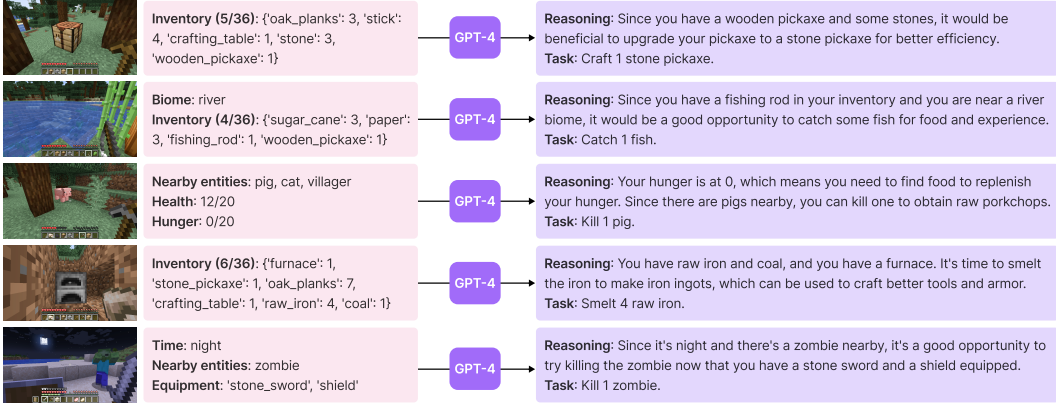 Inventory (5/36): {'oak_planks': 3, 'stick':
4, 'crafting_table': 1, 'stone': 3,
'wooden_pickaxe': 1}
GPT-4
Reasoning: Since you have a wooden pickaxe and some stones, it would be
beneficial to upgrade your pickaxe to a stone pickaxe for better efficiency.
Task: Craft 1 stone pickaxe.
Biome: river
Inventory (4/36): {'sugar_cane': 3, 'paper':
3, 'fishing_rod': 1, 'wooden_pickaxe': 1}
GPT-4
Reasoning: Since you have a fishing rod in your inventory and you are near a river
biome, it would be a good opportunity to catch some fish for food and experience.
Task: Catch 1 fish.
Nearby entities: pig, cat, villager
Health: 12/20
Hunger: 0/20
GPT-4
Reasoning: Your hunger is at 0, which means you need to find food to replenish
your hunger. Since there are pigs nearby, you can kill one to obtain raw porkchops.
Task: Kill 1 pig.
Inventory (6/36): {'furnace': 1,
'stone_pickaxe': 1, 'oak_planks': 7,
'crafting_table': 1, 'raw_iron': 4, 'coal': 1}
GPT-4
Reasoning: You have raw iron and coal, and you have a furnace. It's time to smelt
the iron to make iron ingots, which can be used to craft better tools and armor.
Task: Smelt 4 raw iron.
Time: night
Nearby entities: zombie
Equipment: 'stone_sword', 'shield'
GPT-4
Reasoning: Since it's night and there's a zombie nearby, it's a good opportunity to
try killing the zombie now that you have a stone sword and a shield equipped.
Task: Kill 1 zombie.